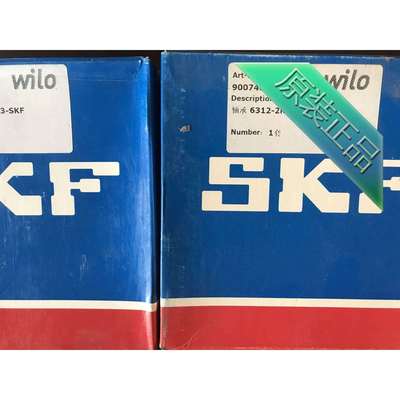 wilo
3-SKF
KF
Art-
wilo
90074
Description
轴承 6312-2
Number: 1
SKF
原装正品